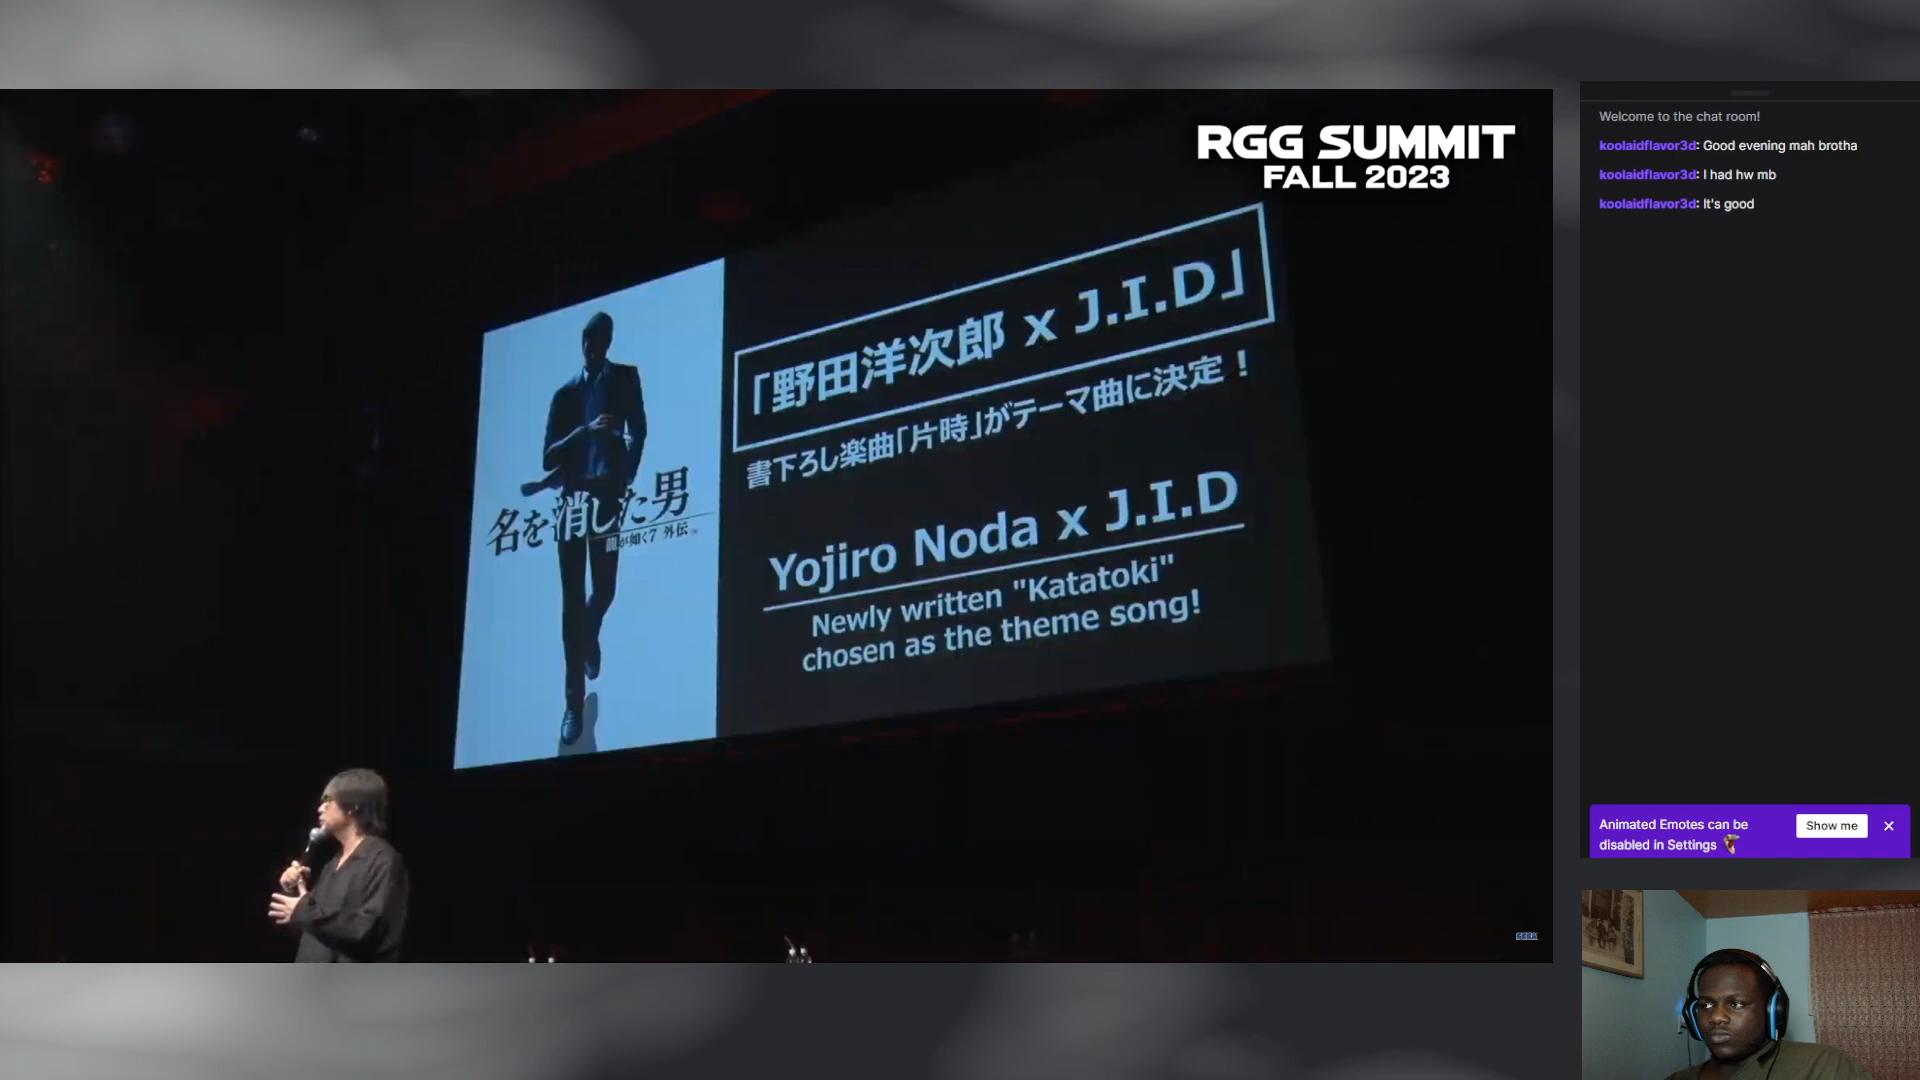 RGG SUMMIT
FALL 2023
「野田洋次郎 x J.I.D」
書下ろし楽曲「片時」がテーマ曲に決定！
Yojiro Noda x J.I.D
Newly written "Katatoki"
chosen as the theme song!
名を消した男
龍が如く7 外伝
SEGA
Welcome to the chat room!
koolaidflavor3d: Good evening mah brotha
koolaidflavor3d: I had hw mb
koolaidflavor3d: It's good
Animated Emotes can be
disabled in Settings
Show me